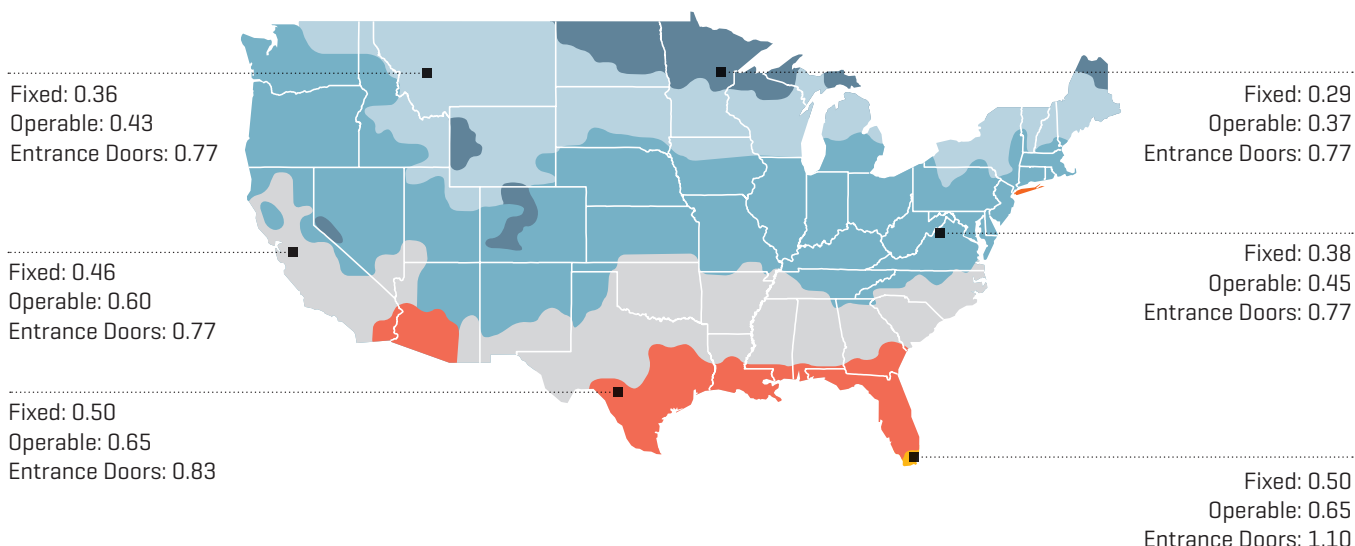 Fixed: 0.36
Operable: 0.43
Entrance Doors: 0.77
Fixed: 0.46
Operable: 0.60
Entrance Doors: 0.77
Fixed: 0.50
Operable: 0.65
Entrance Doors: 0.83
Fixed: 0.29
Operable: 0.37
Entrance Doors: 0.77
Fixed: 0.38
Operable: 0.45
Entrance Doors: 0.77
Fixed: 0.50
Operable: 0.65
Entrance Doors: 1.10